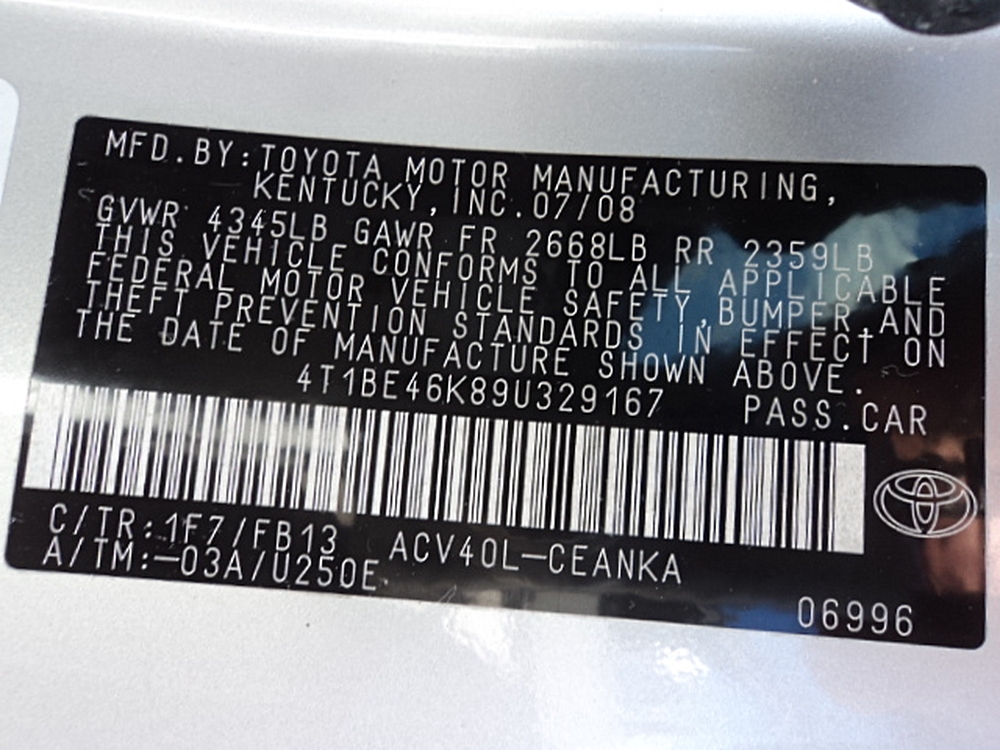 MFD.BY:TOYOTA MOTOR MANUFACTURING,
KENTUCKY,INC.07/08
GVWR 4345LB GAWR FR 2668LB RR 2359LB
THIS VEHICLE CONFORMS TO ALL APPLICABLE
FEDERAL MOTOR VEHICLE SAFETY,BUMPER,AND
THEFT PREVENTION STANDARDS IN EFFECT ON
THE DATE OF MANUFACTURE SHOWN ABOVE.
4T1BE46K89U329167 PASS.CAR
C/TR:1F7/FB13 ACV40L-CEANKA
A/TM:-03A/U250E
06996